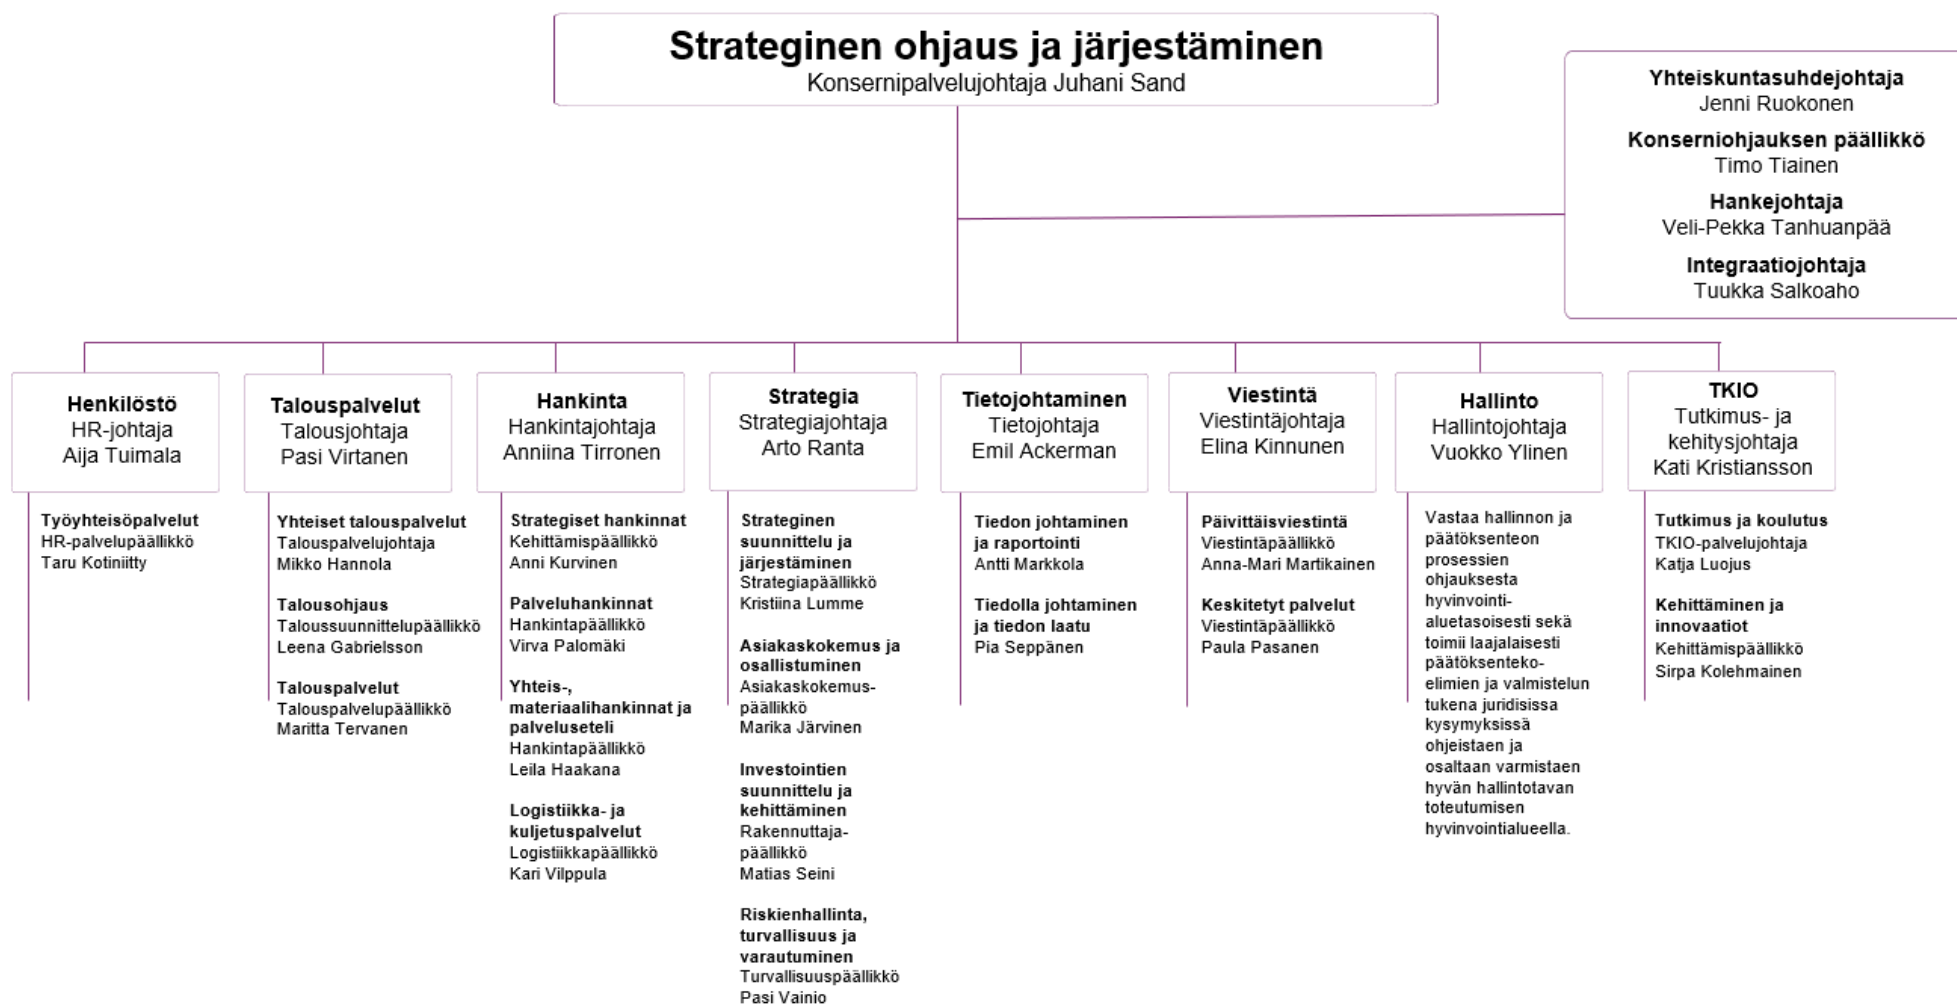 Strateginen ohjaus ja järjestäminen
Konsernipalvelujohtaja Juhani Sand
Yhteiskuntasuhdejohtaja
Jenni Ruokonen
Konserniohjauksen päällikkö
Timo Tiainen
Hankejohtaja
Veli-Pekka Tanhuanpää
Integraatiojohtaja
Tuukka Salkoaho
Henkilöstö
HR-johtaja
Aija Tuimala
Työyhteisöpalvelut
HR-palvelupäällikkö
Taru Kotiniitty
Talouspalvelut
Talousjohtaja
Pasi Virtanen
Yhteiset talouspalvelut
Talouspalvelujohtaja
Mikko Hannola
Talousohjaus
Taloussuunnittelupäällikkö
Leena Gabrielsson
Talouspalvelut
Talouspalvelupäällikkö
Maritta Tervanen
Hankinta
Hankintajohtaja
Anniina Tirronen
Strategiset hankinnat
Kehittämispäällikkö
Anni Kurvinen
Palveluhankinnat
Hankintapäällikkö
Virva Palomäki
Yhteis-,
materiaalihankinnat ja
palveluseteli
Hankintapäällikkö
Leila Haakana
Logistiikka- ja
kuljetuspalvelut
Logistiikkapäällikkö
Kari Vilppula
Strategia
Strategiajohtaja
Arto Ranta
Strateginen
suunnittelu ja
järjestäminen
Strategiapäällikkö
Kristiina Lumme
Asiakaskokemus ja
osallistuminen
Asiakaskokemus-
päällikkö
Marika Järvinen
Investointien
suunnittelu ja
kehittäminen
Rakennuttaja-
päällikkö
Matias Seini
Riskienhallinta,
turvallisuus ja
varautuminen
Turvallisuuspäällikkö
Pasi Vainio
Tietojohtaminen
Tietojohtaja
Emil Ackerman
Tiedon johtaminen
ja raportointi
Antti Markkola
Tiedolla johtaminen
ja tiedon laatu
Pia Seppänen
Viestintä
Viestintäjohtaja
Elina Kinnunen
Päivittäisviestintä
Viestintäpäällikkö
Anna-Mari Martikainen
Keskitetyt palvelut
Viestintäpäällikkö
Paula Pasanen
Hallinto
Hallintojohtaja
Vuokko Ylinen
Vastaa hallinnon ja
päätöksenteon
prosessien
ohjauksesta
hyvinvointi-
aluetasoisesti sekä
toimii laajalaisesti
päätöksenteko-
elimien ja valmistelun
tukena juridisissa
kysymyksissä
ohjeistaen ja
osaltaan varmistaen
hyvän hallintotavan
toteutumisen
hyvinvointialueella.
TKIO
Tutkimus- ja
kehitysjohtaja
Kati Kristiansson
Tutkimus ja koulutus
TKIO-palvelujohtaja
Katja Luojus
Kehittäminen ja
innovaatiot
Kehittämispäällikkö
Sirpa Kolehmainen